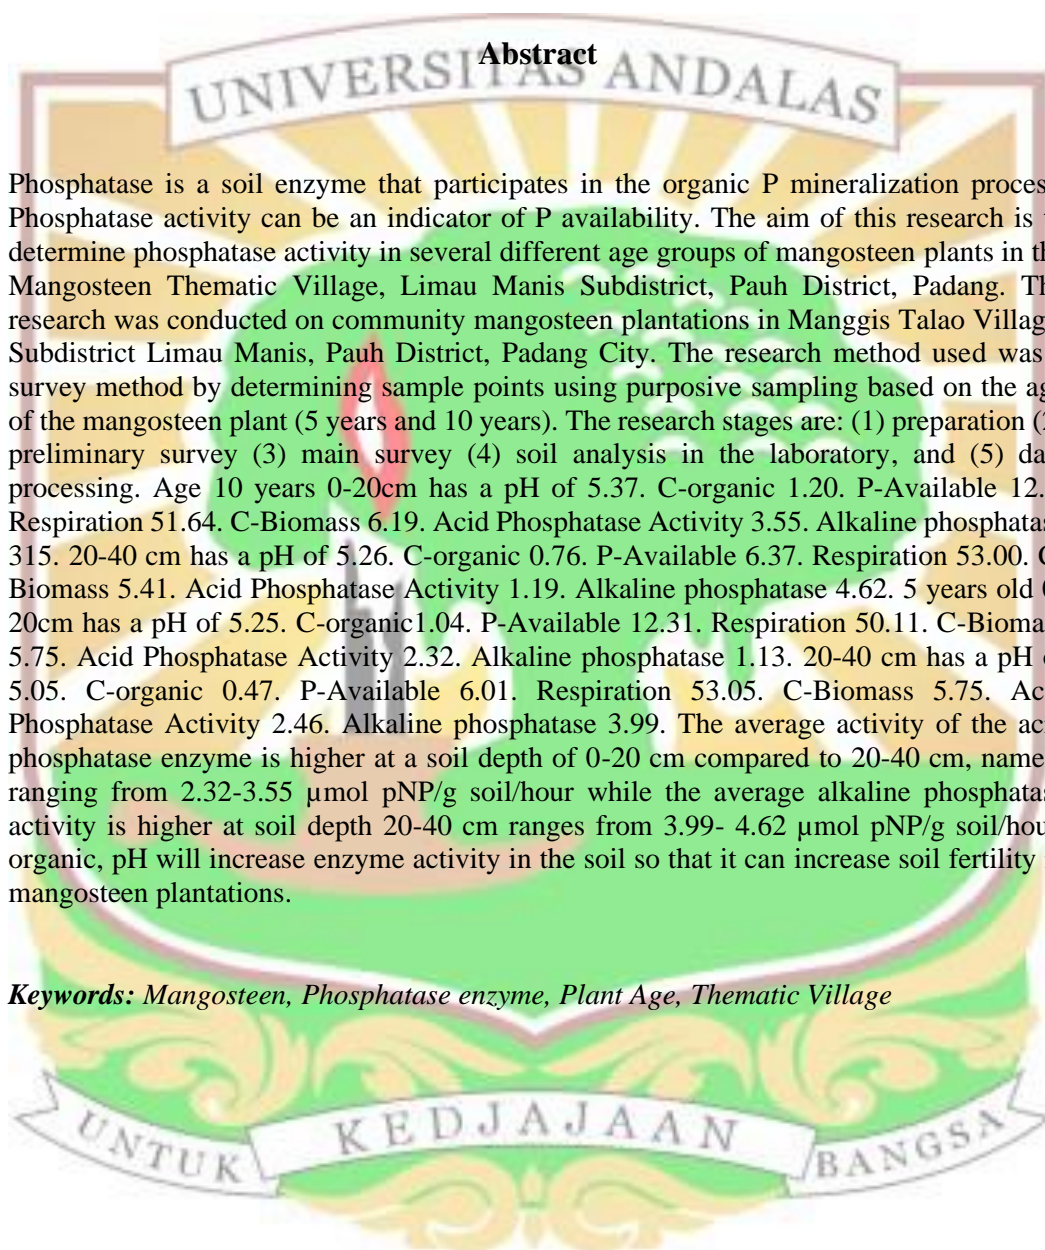 Abstract
UNIVERSITAS ANDALAS
Phosphatase is a soil enzyme that participates in the organic P mineralization proces
Phosphatase activity can be an indicator of P availability. The aim of this research is
determine phosphatase activity in several different age groups of mangosteen plants in th
Mangosteen Thematic Village, Limau Manis Subdistrict, Pauh District, Padang. Th
research was conducted on community mangosteen plantations in Manggis Talao Villag
Subdistrict Limau Manis, Pauh District, Padang City. The research method used was
survey method by determining sample points using purposive sampling based on the ag
of the mangosteen plant (5 years and 10 years). The research stages are: (1) preparation (2
preliminary survey (3) main survey (4) soil analysis in the laboratory, and (5) da
processing. Age 10 years 0-20cm has a pH of 5.37. C-organic 1.20. P-Available 12.
Respiration 51.64. C-Biomass 6.19. Acid Phosphatase Activity 3.55. Alkaline phosphatas
315. 20-40 cm has a pH of 5.26. C-organic 0.76. P-Available 6.37. Respiration 53.00. C
Biomass 5.41. Acid Phosphatase Activity 1.19. Alkaline phosphatase 4.62. 5 years old
20cm has a pH of 5.25. C-organic1.04. P-Available 12.31. Respiration 50.11. C-Bioma
5.75. Acid Phosphatase Activity 2.32. Alkaline phosphatase 1.13. 20-40 cm has a pH
5.05. C-organic 0.47. P-Available 6.01. Respiration 53.05. C-Biomass 5.75. Ac
Phosphatase Activity 2.46. Alkaline phosphatase 3.99. The average activity of the ac
phosphatase enzyme is higher at a soil depth of 0-20 cm compared to 20-40 cm, name
ranging from 2.32-3.55 µmol pNP/g soil/hour while the average alkaline phosphatas
activity is higher at soil depth 20-40 cm ranges from 3.99- 4.62 µmol pNP/g soil/hou
organic, pH will increase enzyme activity in the soil so that it can increase soil fertility
mangosteen plantations.
Keywords: Mangosteen, Phosphatase enzyme, Plant Age, Thematic Village
UNTUK KEDJAJAAN BANGSA